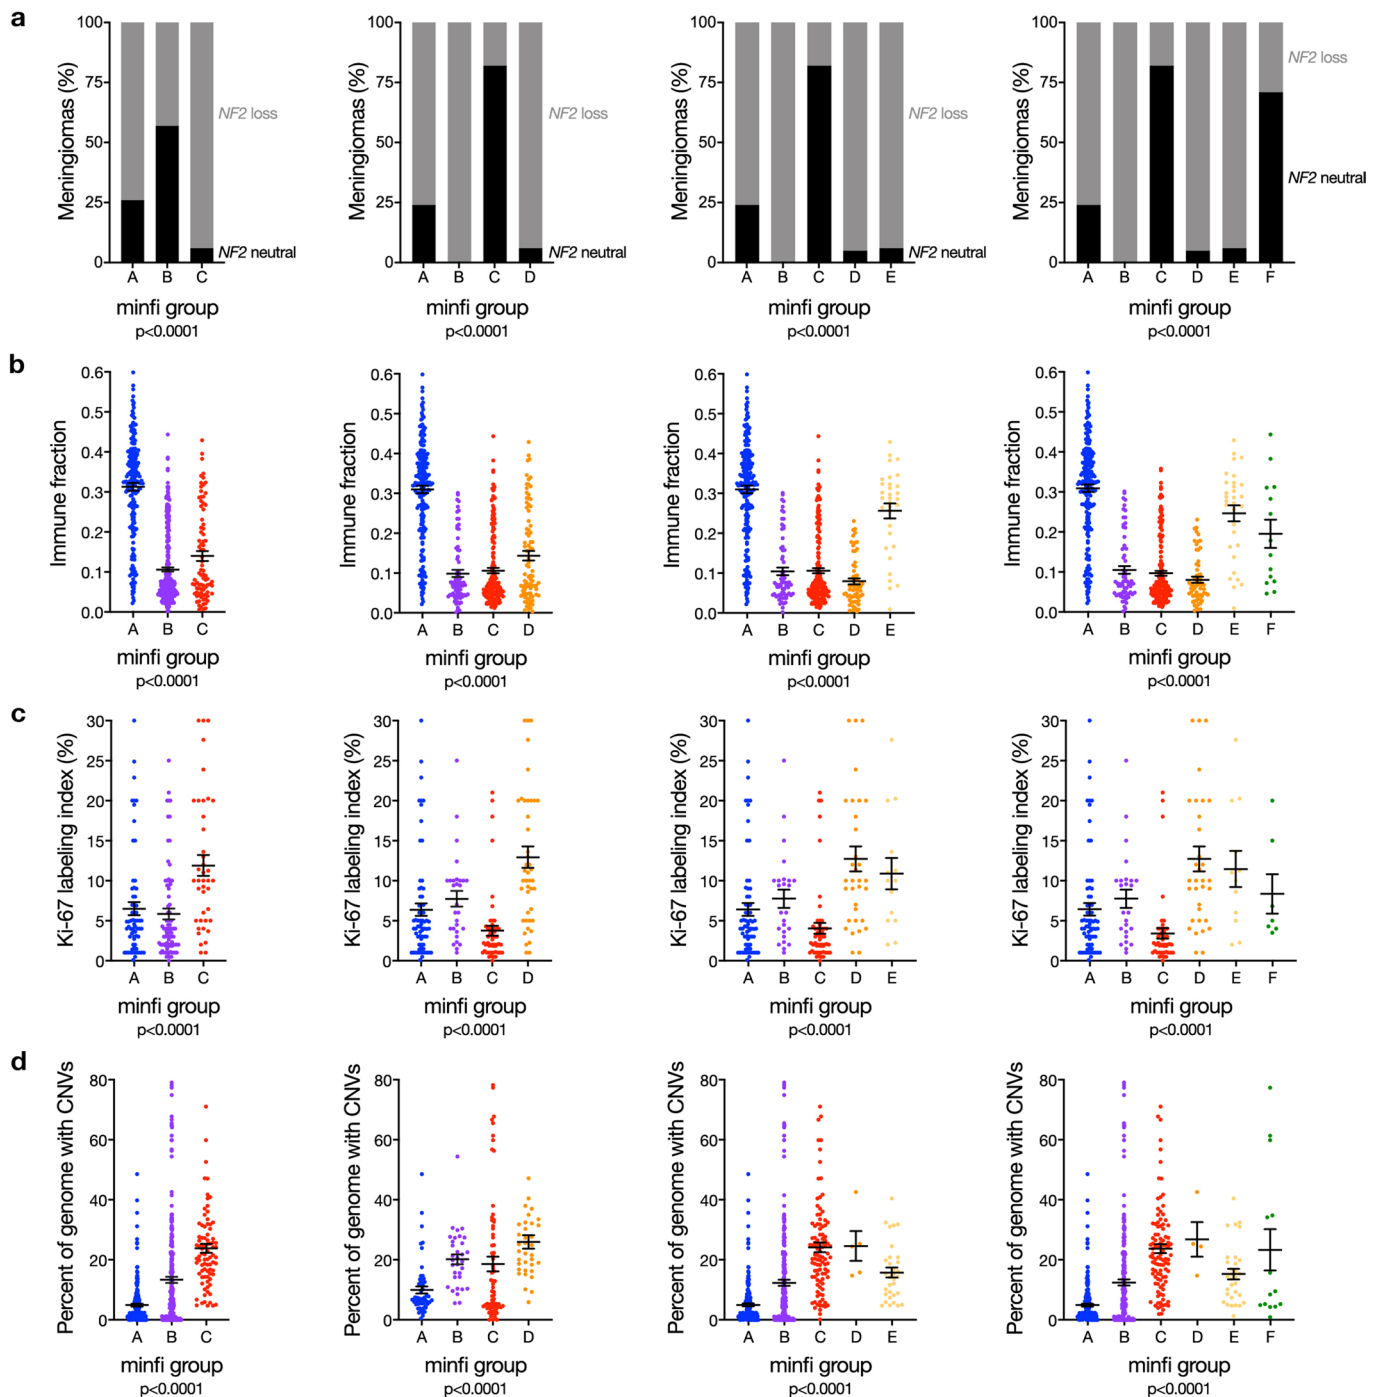 a
Meningiomas (%)
100
75
50
25
0
NF2 loss
NF2 neutral
A B C
minfi group
p<0.0001
Meningiomas (%)
100
75
50
25
0
NF2 loss
NF2 neutral
A B C D
minfi group
p<0.0001
Meningiomas (%)
100
75
50
25
0
NF2 loss
NF2 neutral
A B C D E
minfi group
p<0.0001
Meningiomas (%)
100
75
50
25
0
NF2 loss
NF2 neutral
A B C D E F
minfi group
p<0.0001
b
Immune fraction
0.6
0.5
0.4
0.3
0.2
0.1
0.0
A B C
minfi group
p<0.0001
Immune fraction
0.6
0.5
0.4
0.3
0.2
0.1
0.0
A B C D
minfi group
p<0.0001
Immune fraction
0.6
0.5
0.4
0.3
0.2
0.1
0.0
A B C D E
minfi group
p<0.0001
Immune fraction
0.6
0.5
0.4
0.3
0.2
0.1
0.0
A B C D E F
minfi group
p<0.0001
c
Ki-67 labeling index (%)
30
25
20
15
10
5
0
A B C
minfi group
p<0.0001
Ki-67 labeling index (%)
30
25
20
15
10
5
0
A B C D
minfi group
p<0.0001
Ki-67 labeling index (%)
30
25
20
15
10
5
0
A B C D E
minfi group
p<0.0001
Ki-67 labeling index (%)
30
25
20
15
10
5
0
A B C D E F
minfi group
p<0.0001
d
Percent of genome with CNVs
80
60
40
20
0
A B C
minfi group
p<0.0001
Percent of genome with CNVs
80
60
40
20
0
A B C D
minfi group
p<0.0001
Percent of genome with CNVs
80
60
40
20
0
A B C D E
minfi group
p<0.0001
Percent of genome with CNVs
80
60
40
20
0
A B C D E F
minfi group
p<0.0001